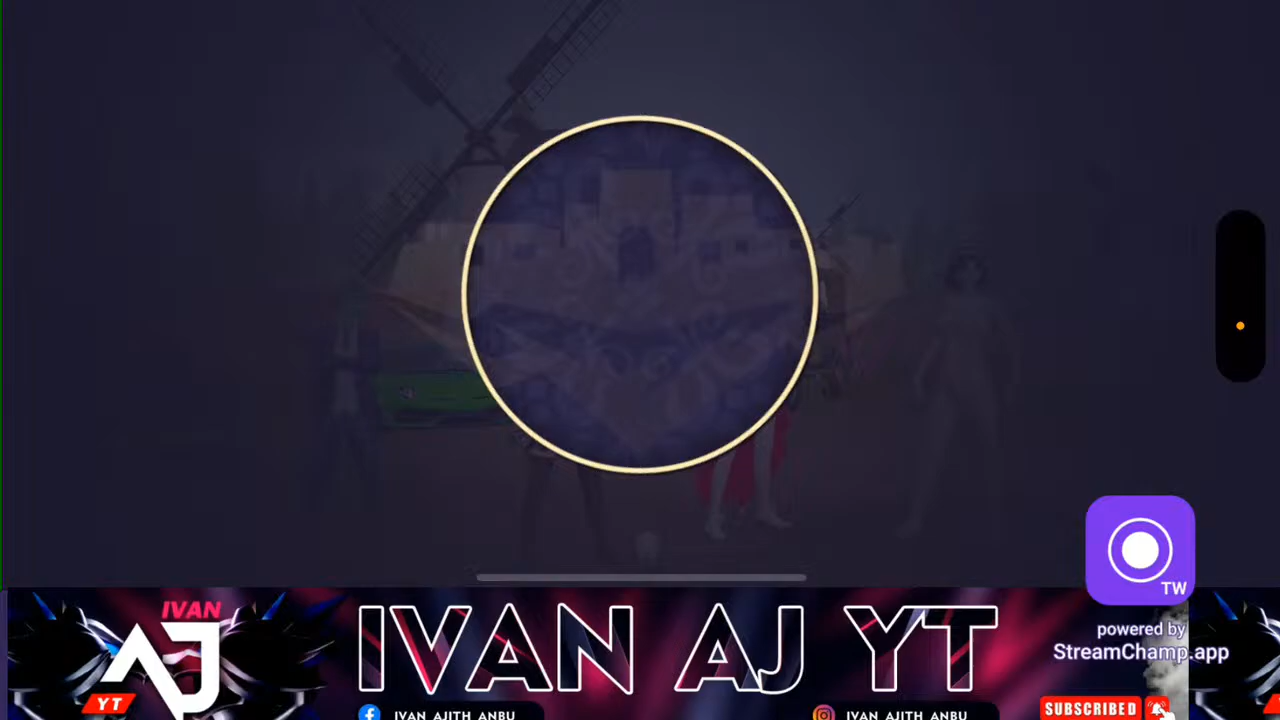 TW
IVAN
AJ
YT
IVAN AJ YT
powered by
StreamChamp.app
IVAN AJITH ANBU
IVAN AJITH ANBU
SUBSCRIBED